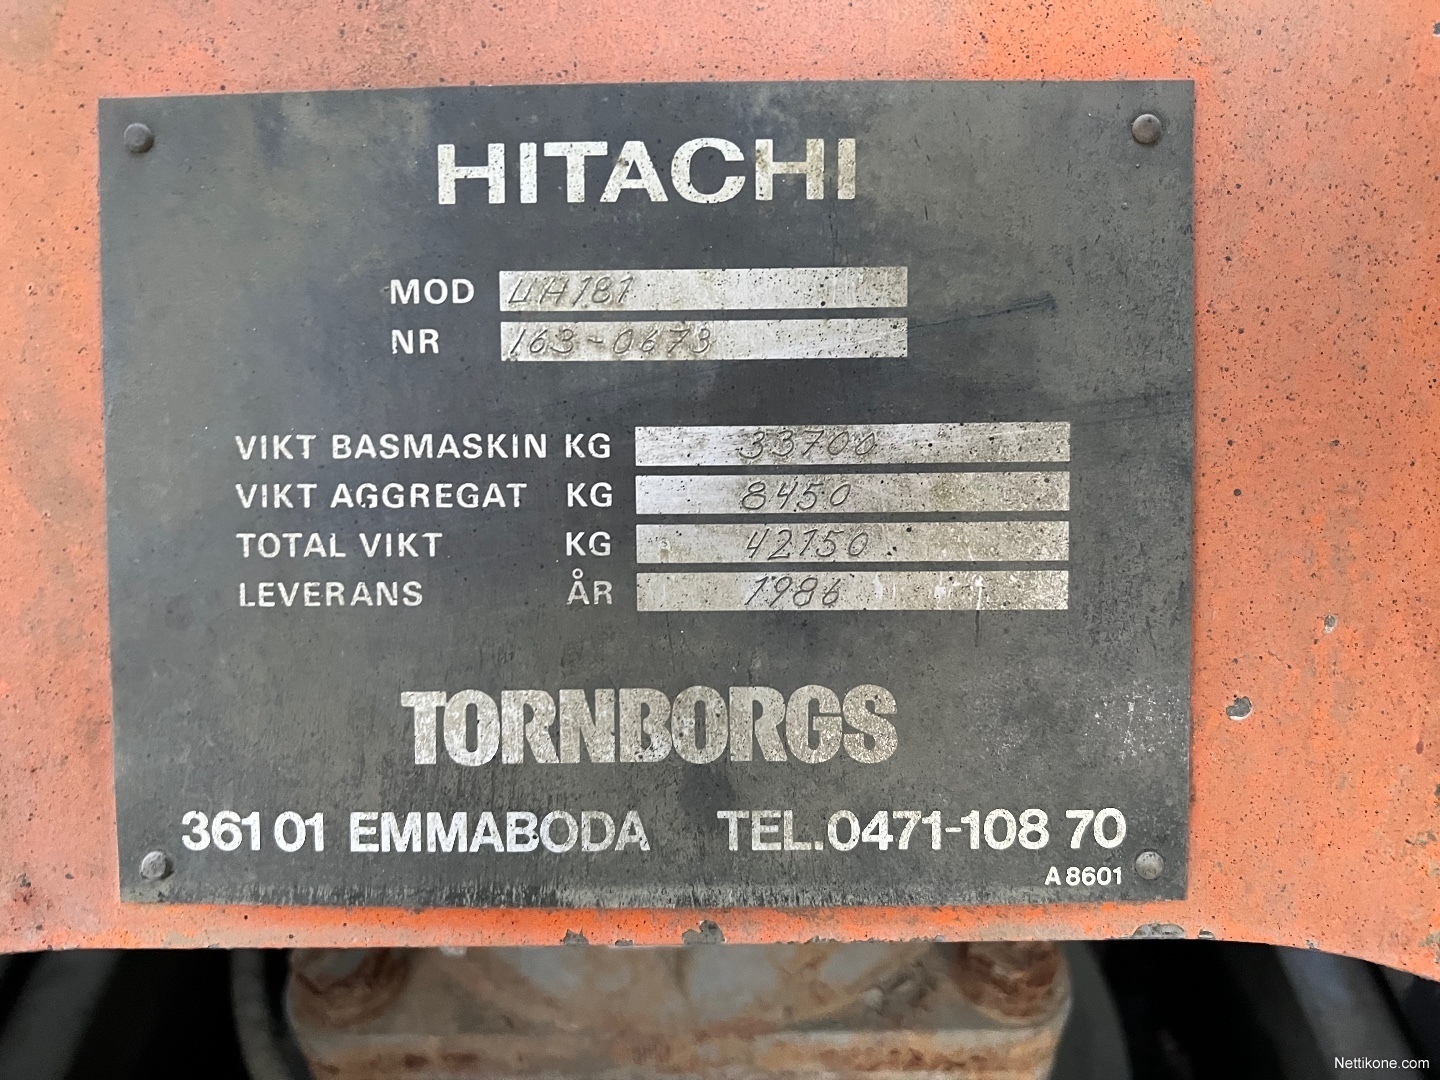 HITACHI
MOD UH181
NR 163-0673
VIKT BASMASKIN KG 33700
VIKT AGGREGAT KG 8450
TOTAL VIKT KG 42150
LEVERANS ÅR 1986
TORNBORGS
361 01 EMMABODA TEL.0471-108 70
A 8601
Nettikone.com